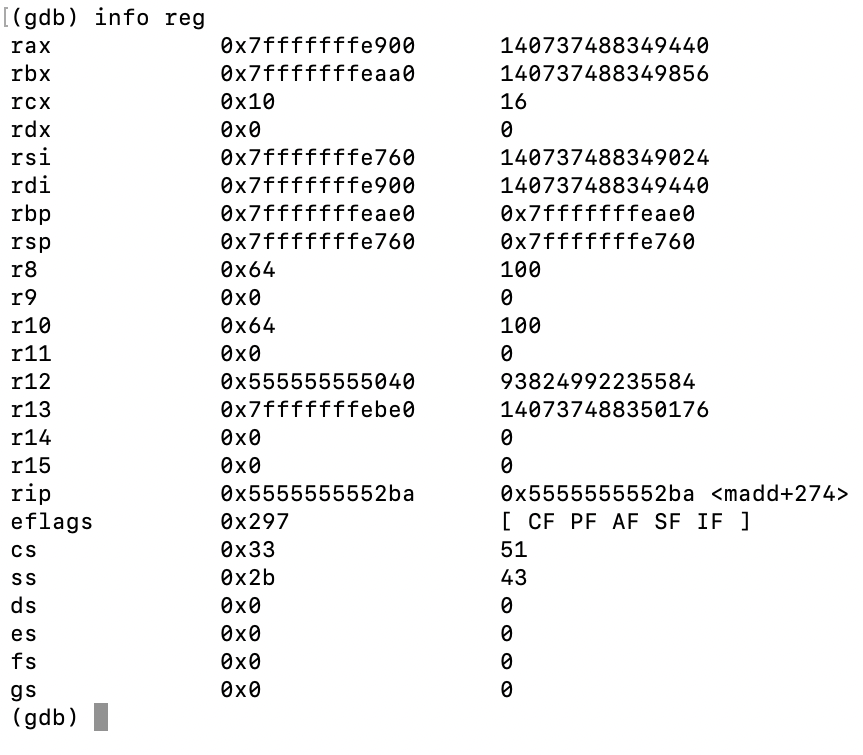 (gdb) info reg
rax 0x7fffffffe900 140737488349440
rbx 0x7fffffffeaa0 140737488349856
rcx 0x10 16
rdx 0x0 0
rsi 0x7fffffffe760 140737488349024
rdi 0x7fffffffe900 140737488349440
rbp 0x7fffffffeae0 0x7fffffffeae0
rsp 0x7fffffffe760 0x7fffffffe760
r8 0x64 100
r9 0x0 0
r10 0x64 100
r11 0x0 0
r12 0x555555555040 93824992235584
r13 0x7fffffffebe0 140737488350176
r14 0x0 0
r15 0x0 0
rip 0x5555555552ba 0x5555555552ba <madd+274>
eflags 0x297 [ CF PF AF SF IF ]
cs 0x33 51
ss 0x2b 43
ds 0x0 0
es 0x0 0
fs 0x0 0
gs 0x0 0
(gdb)